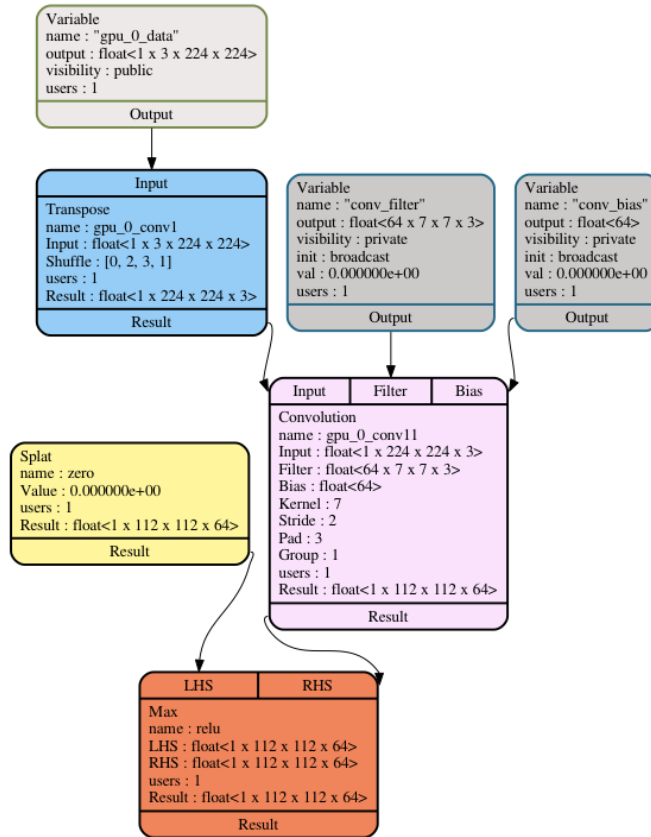 Variable
name : "gpu_0_data"
output : float<1 x 3 x 224 x 224>
visibility : public
users : 1
Output
Input
Transpose
name : gpu_0_conv1
Input : float<1 x 3 x 224 x 224>
Shuffle : [0, 2, 3, 1]
users : 1
Result : float<1 x 224 x 224 x 3>
Result
Variable
name : "conv_filter"
output : float<64 x 7 x 7 x 3>
visibility : private
init : broadcast
val : 0.000000e+00
users : 1
Output
Variable
name : "conv_bias"
output : float<64>
visibility : private
init : broadcast
val : 0.000000e+00
users : 1
Output
Input Filter Bias
Convolution
name : gpu_0_conv11
Input : float<1 x 224 x 224 x 3>
Filter : float<64 x 7 x 7 x 3>
Bias : float<64>
Kernel : 7
Stride : 2
Pad : 3
Group : 1
users : 1
Result : float<1 x 112 x 112 x 64>
Result
Splat
name : zero
Value : 0.000000e+00
users : 1
Result : float<1 x 112 x 112 x 64>
Result
LHS RHS
Max
name : relu
LHS : float<1 x 112 x 112 x 64>
RHS : float<1 x 112 x 112 x 64>
users : 1
Result : float<1 x 112 x 112 x 64>
Result